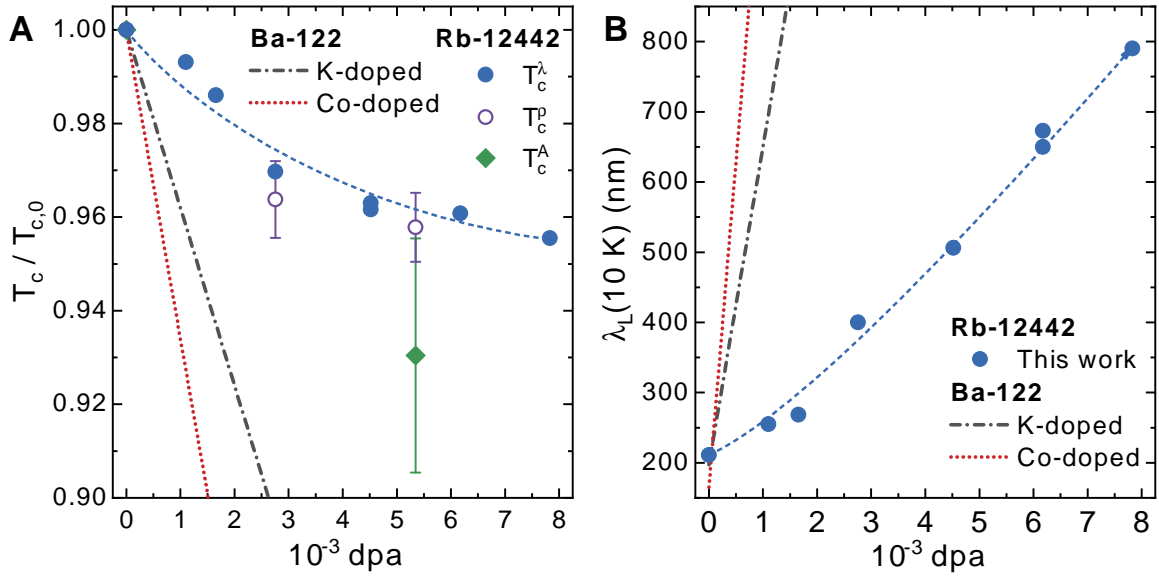 A
B
Ba-122 Rb-12442
K-doped
Co-doped
T_c^λ
T_c^ρ
T_c^A
1.00
0.98
0.96
0.94
0.92
0.90
T_c / T_c,0
0 1 2 3 4 5 6 7 8
10^-3 dpa
800
700
600
500
400
300
200
λ_L(10 K) (nm)
Rb-12442
This work
Ba-122
K-doped
Co-doped
0 1 2 3 4 5 6 7 8
10^-3 dpa